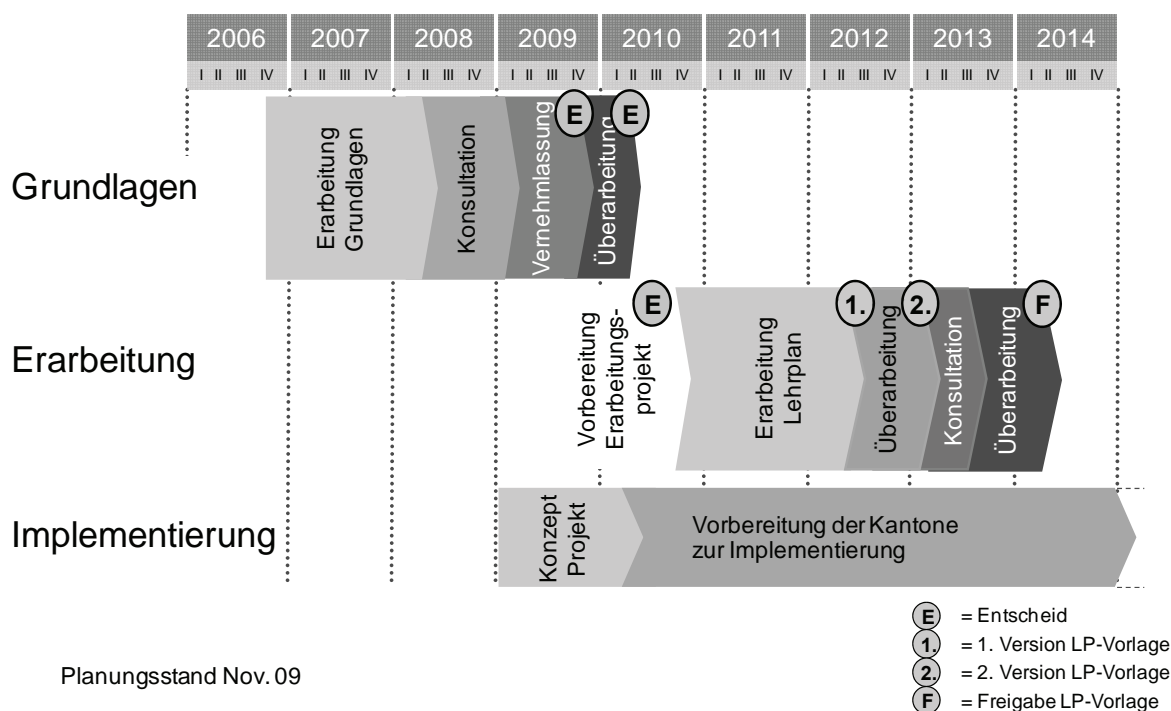 2006 2007 2008 2009 2010 2011 2012 2013 2014
I II III IV I II III IV I II III IV I II III IV I II III IV I II III IV I II III IV I II III IV I II III IV
Grundlagen
Erarbeitung
Grundlagen
Konsultation
Vernehmlassung
E
Überarbeitung
E
Erarbeitung
Vorbereitung
Erarbeitungs-
projekt
E
Erarbeitung
Lehrplan
1.
Überarbeitung
2.
Konsultation
Überarbeitung
F
Implementierung
Konzept
Projekt
Vorbereitung der Kantone
zur Implementierung
E = Entscheid
1. = 1. Version LP-Vorlage
2. = 2. Version LP-Vorlage
F = Freigabe LP-Vorlage
Planungsstand Nov. 09